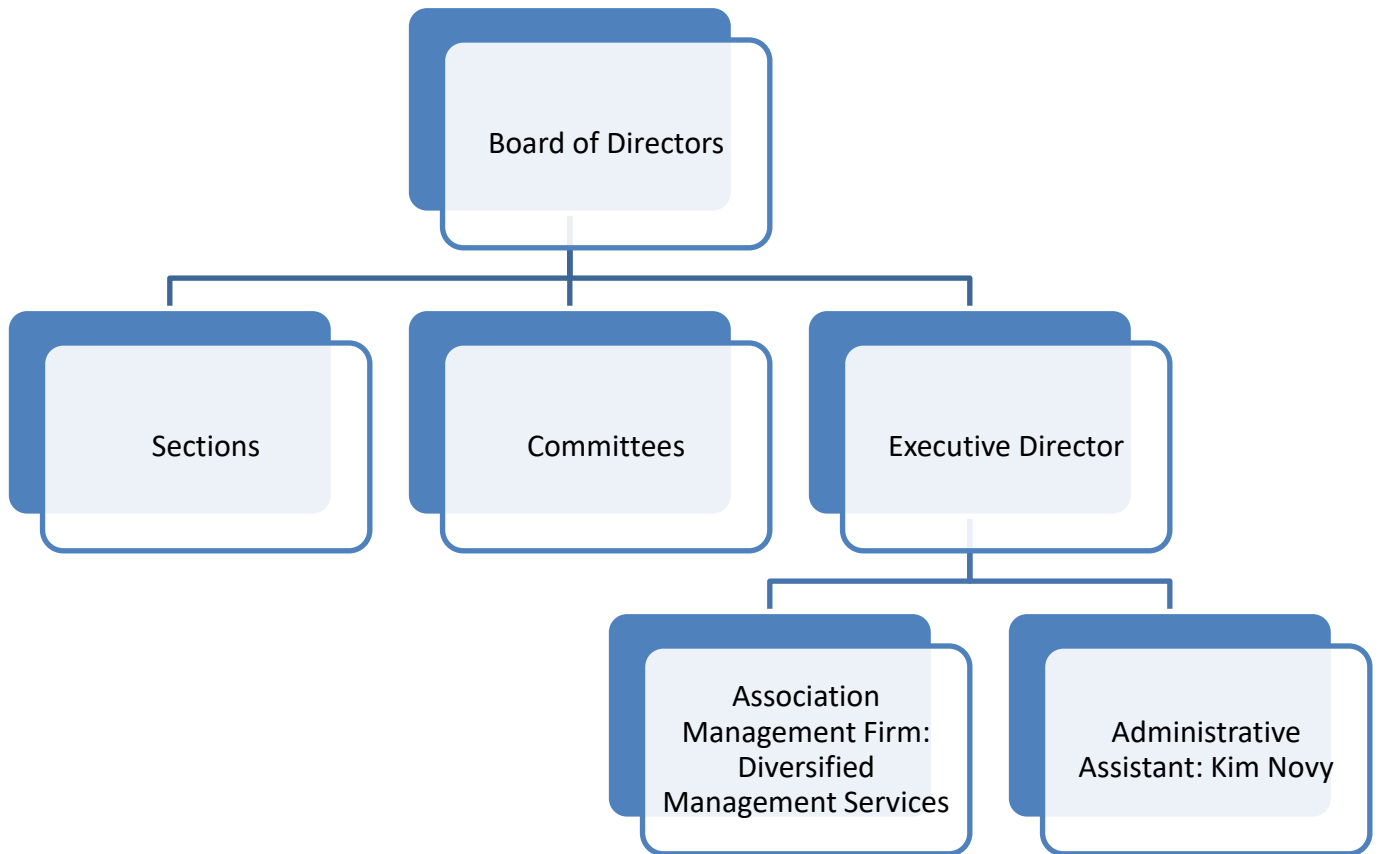 Board of Directors
Sections
Committees
Executive Director
Association
Management Firm:
Diversified
Management Services
Administrative
Assistant: Kim Novy